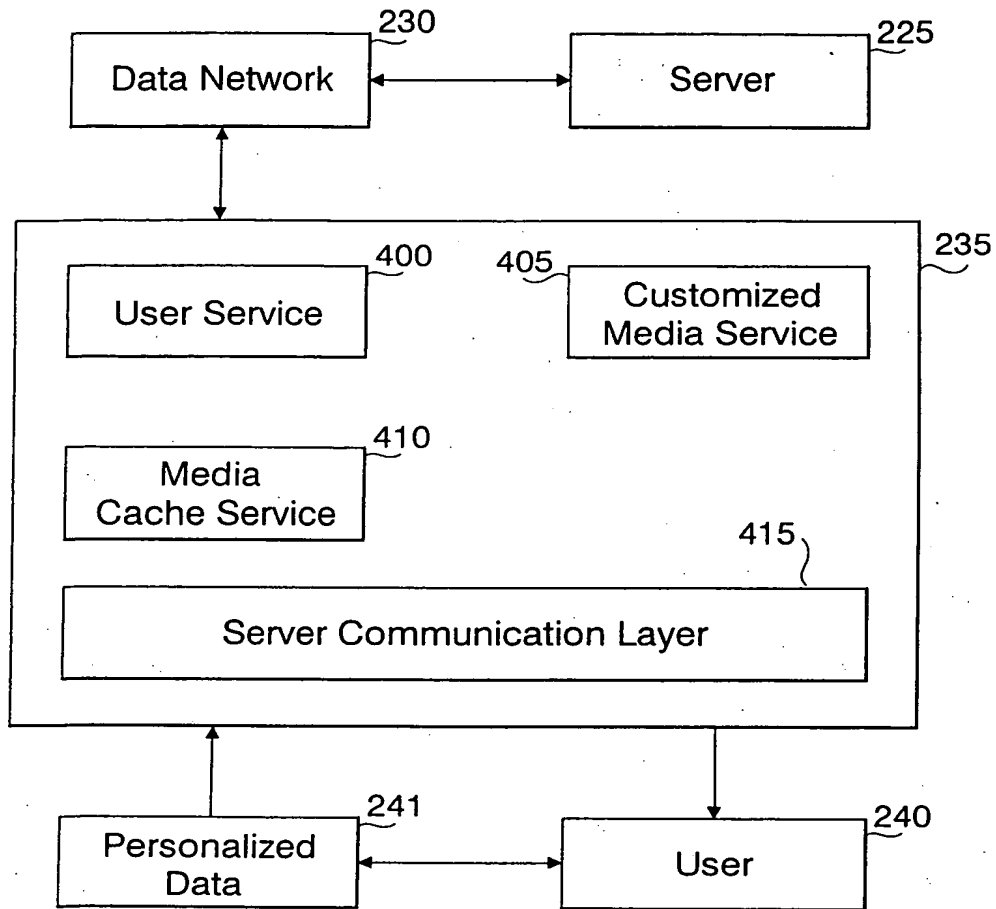 230
225
Data Network
Server
235
400
405
User Service
Customized
Media Service
410
Media
Cache Service
415
Server Communication Layer
241
240
Personalized
Data
User